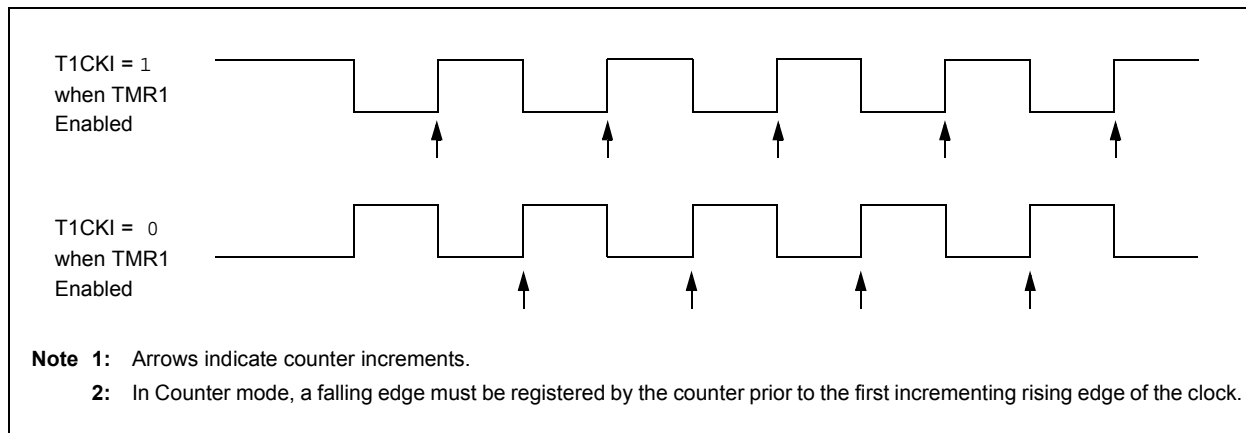 T1CKI = 1
when TMR1
Enabled
T1CKI = 0
when TMR1
Enabled
Note 1: Arrows indicate counter increments.
2: In Counter mode, a falling edge must be registered by the counter prior to the first incrementing rising edge of the clock.